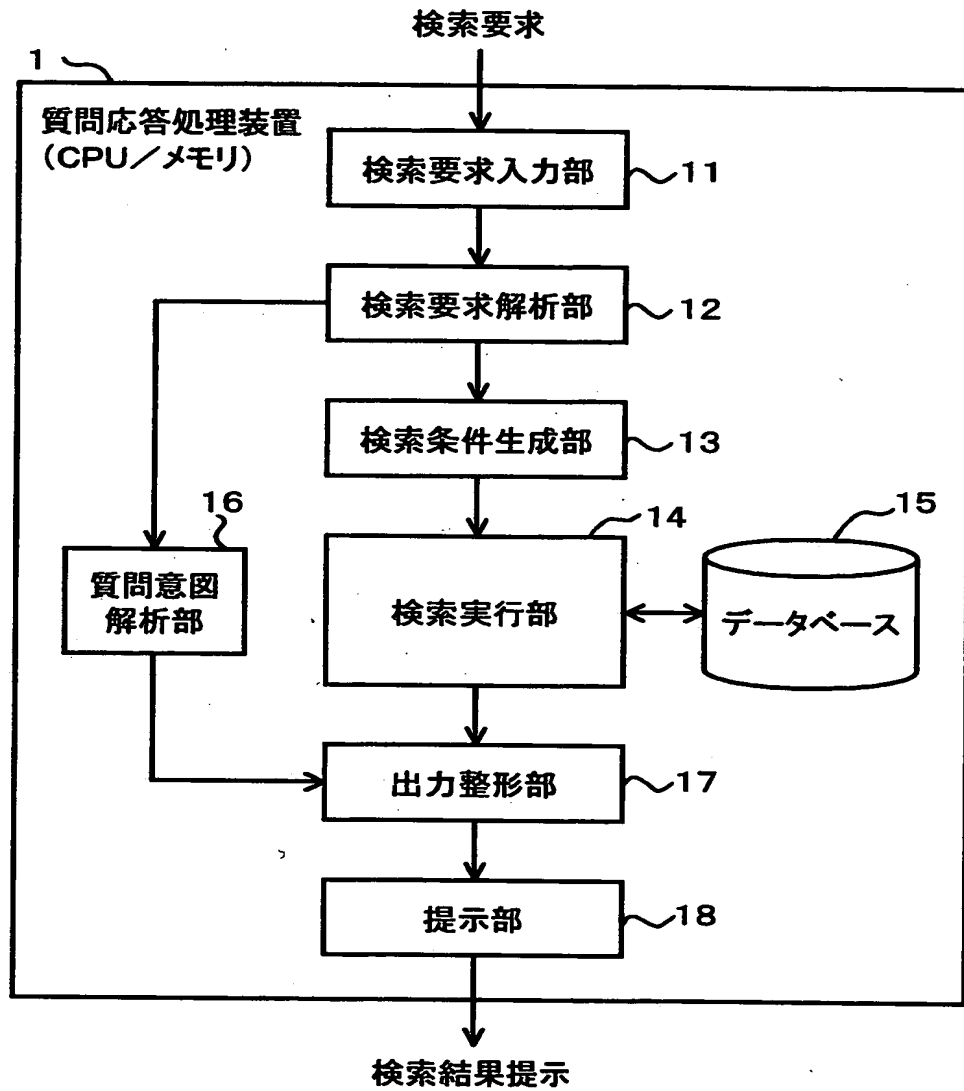 検索要求
1
質問応答処理装置
(CPU/メモリ)
検索要求入力部
11
検索要求解析部
12
検索条件生成部
13
16
質問意図
解析部
14
検索実行部
15
データベース
出力整形部
17
提示部
18
検索結果提示